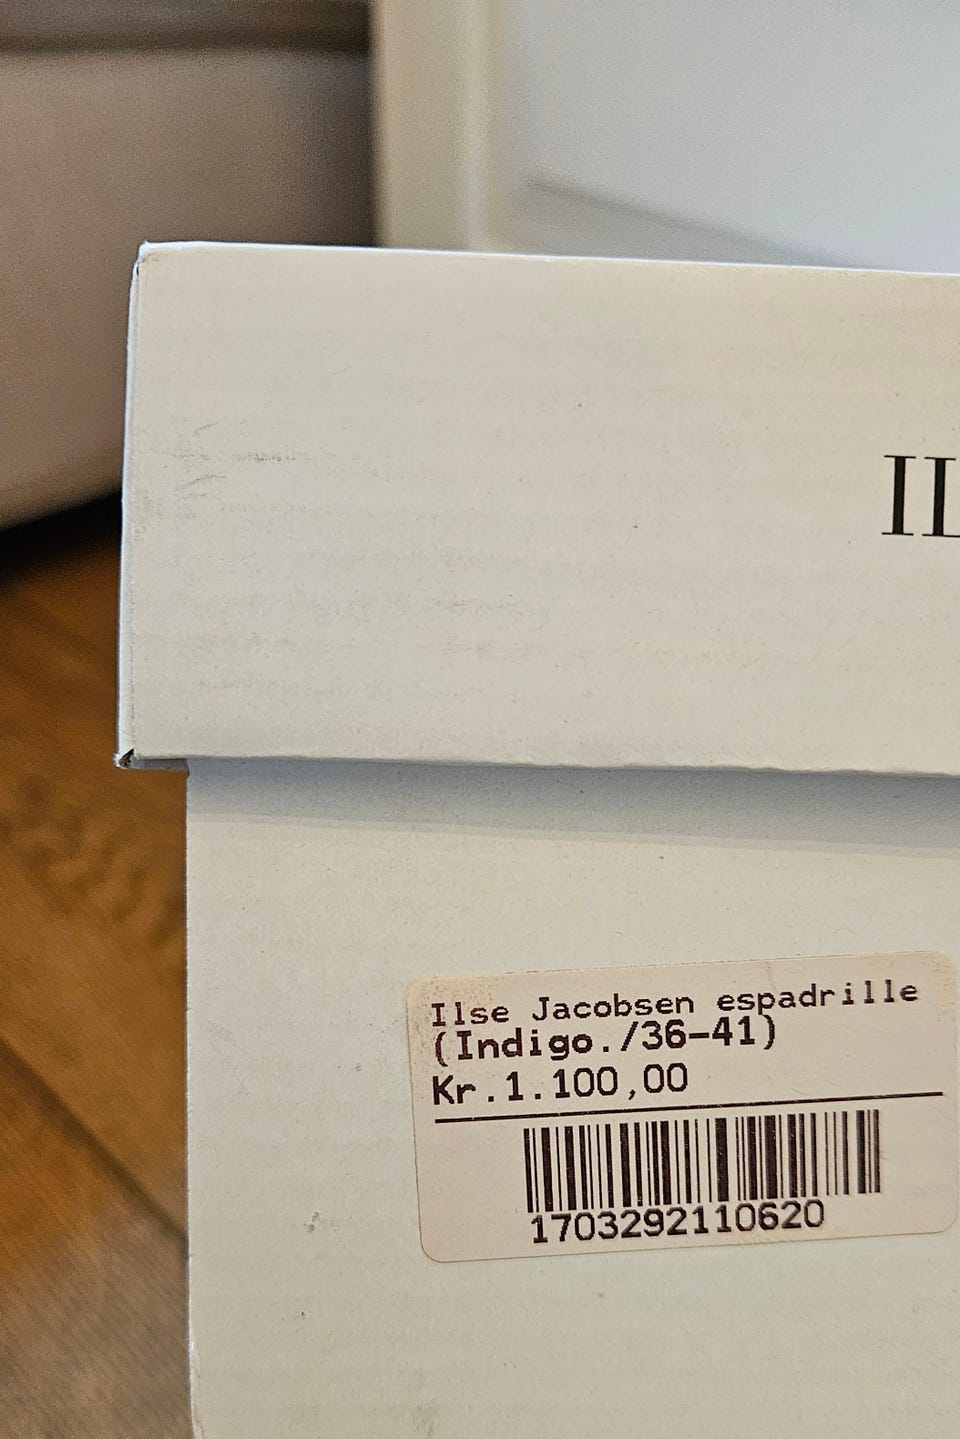 IL
Ilse Jacobsen espadrille
(Indigo./36-41)
Kr.1.100,00
1703292110620